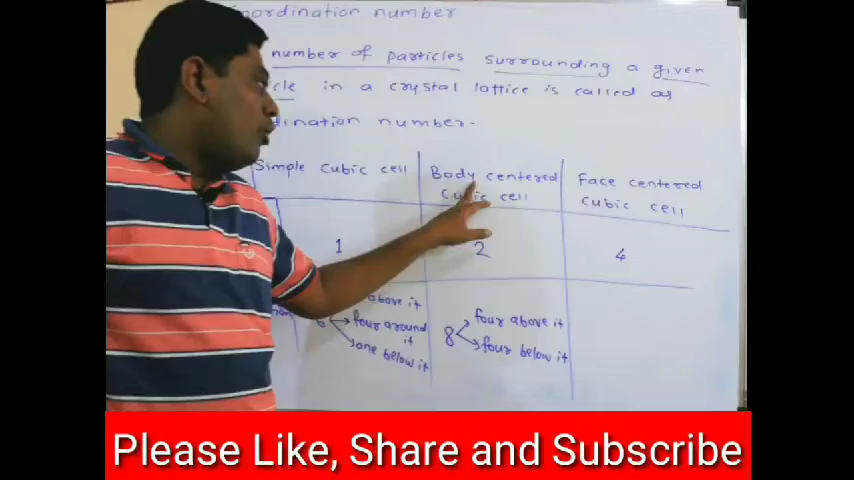 oordination number
number of particles surrounding a given
cle in a crystal lattice is called as
dination number.
Simple cubic cell
Body centered
cubic cell
Face centered
cubic cell
1
2
4
6
above it
four around
it
one below it
8
four above it
four below it
Please Like, Share and Subscribe